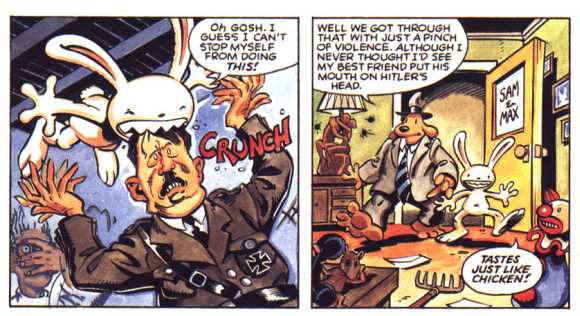 OH GOSH. I
GUESS I CAN'T
STOP MYSELF
FROM DOING
THIS!
CRUNCH
WELL WE GOT THROUGH
THAT WITH JUST A PINCH
OF VIOLENCE. ALTHOUGH I
NEVER THOUGHT I'D SEE
MY BEST FRIEND PUT HIS
MOUTH ON HITLER'S
HEAD.
SAM
&
MAX
TASTES
JUST LIKE
CHICKEN!